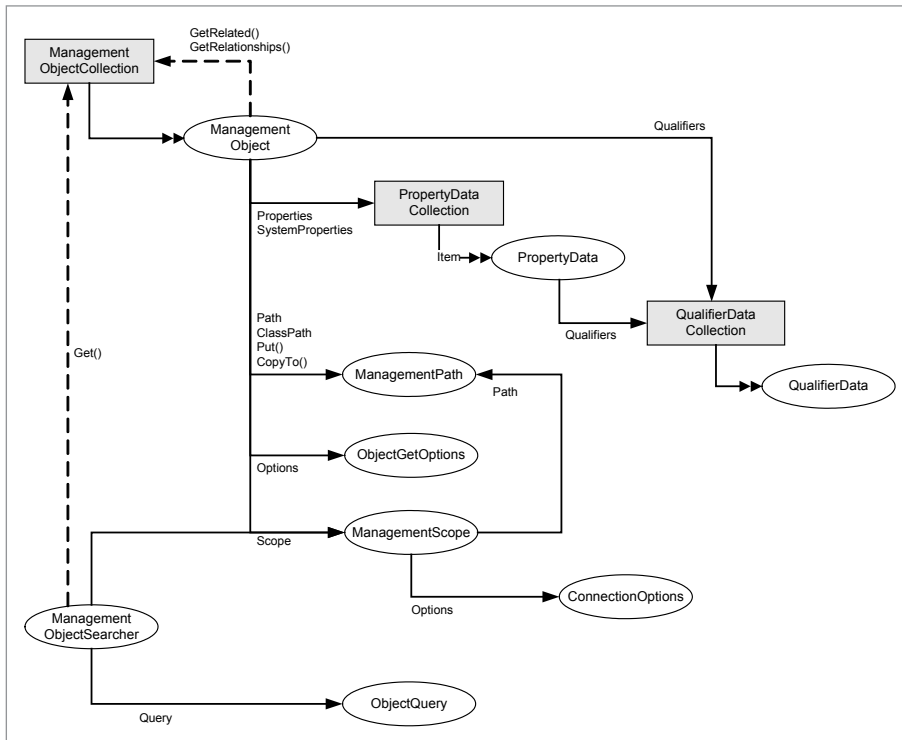 GetRelated()
GetRelationships()
Management
ObjectCollection
Management
Object
Qualifiers
PropertyData
Collection
Properties
SystemProperties
Item
PropertyData
QualifierData
Collection
Qualifiers
Path
ClassPath
Put()
CopyTo()
Get()
ManagementPath
Path
QualifierData
ObjectGetOptions
Options
ManagementScope
Scope
ConnectionOptions
Options
Management
ObjectSearcher
ObjectQuery
Query